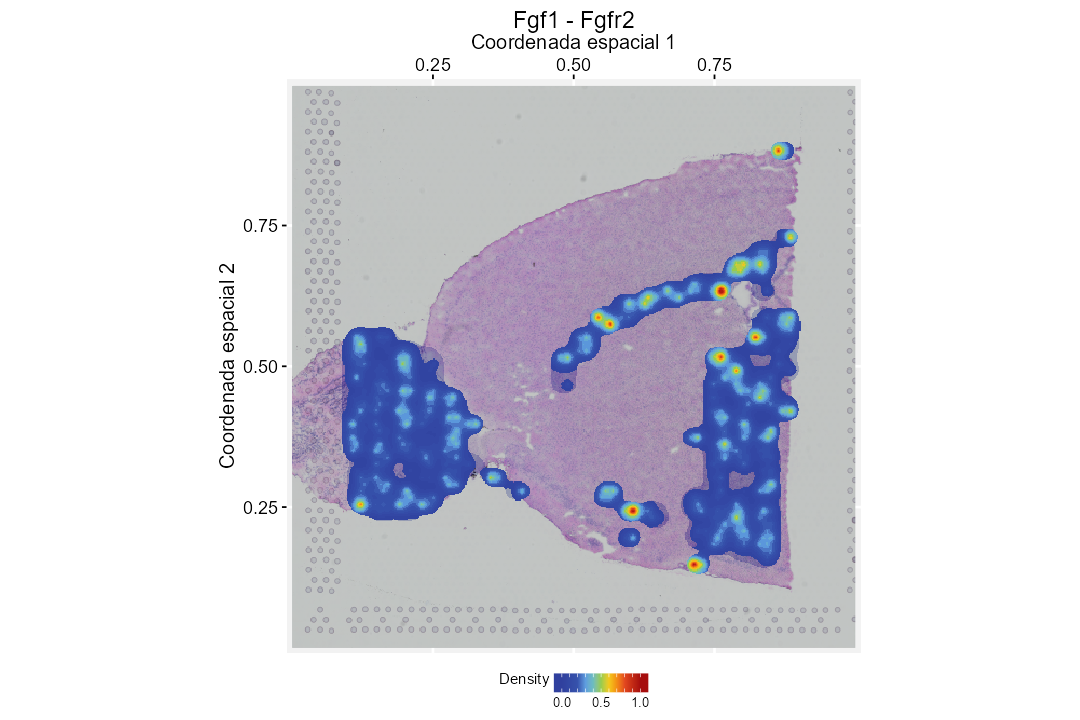 Fgf1 - Fgfr2
Coordenada espacial 1
0.25 0.50 0.75
Coordenada espacial 2
0.75
0.50
0.25
Density
0.0 0.5 1.0